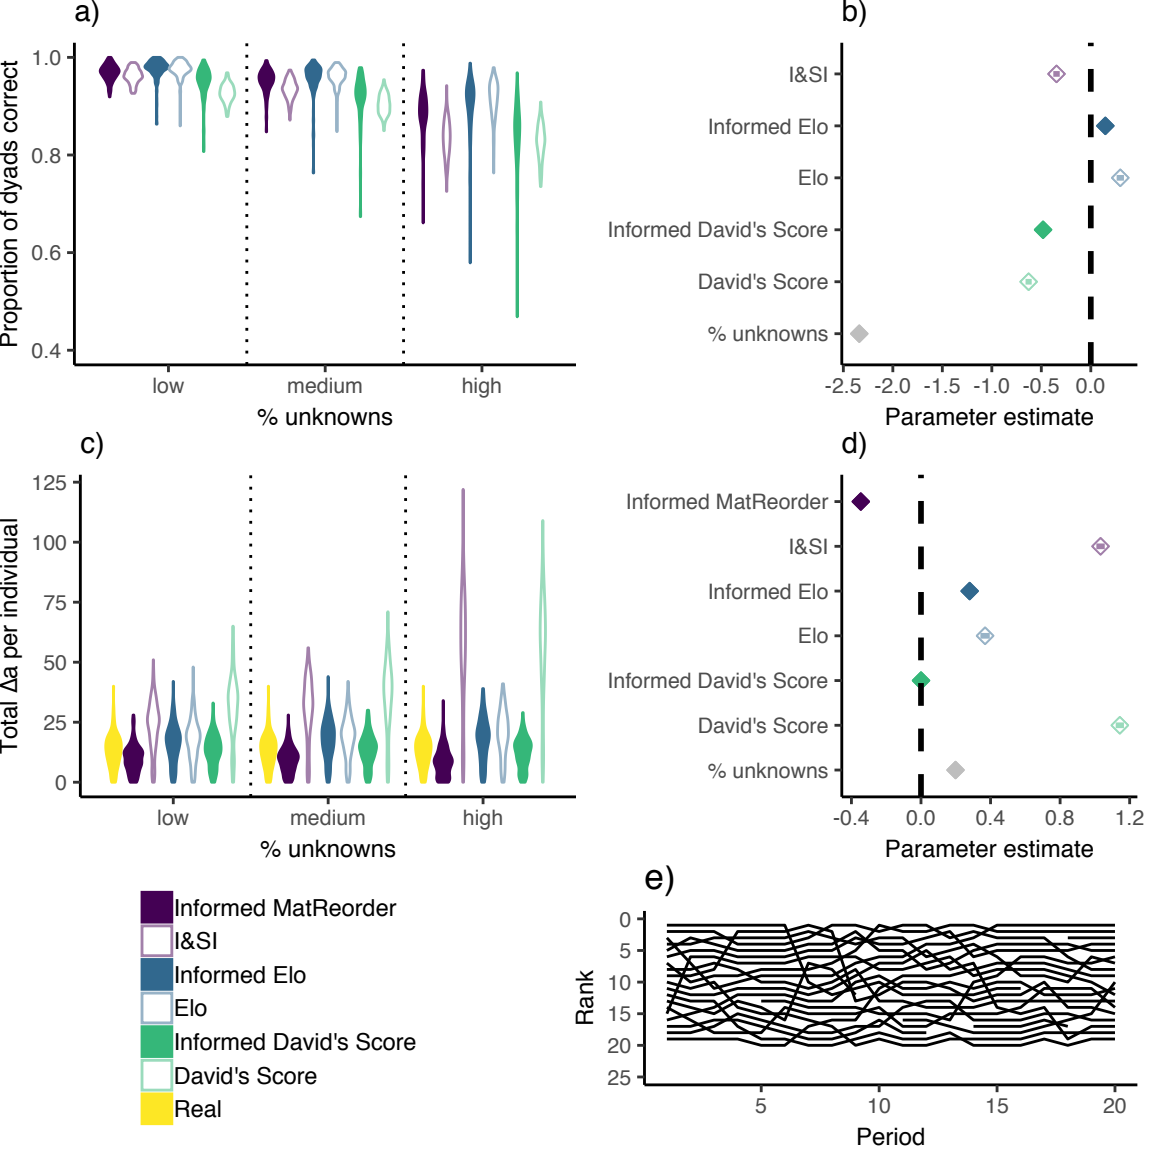 a)
Proportion of dyads correct
1.0
0.8
0.6
0.4
low
medium
high
% unknowns
b)
I&SI
Informed Elo
Elo
Informed David's Score
David's Score
% unknowns
-2.5
-2.0
-1.5
-1.0
-0.5
0.0
Parameter estimate
c)
Total Δa per individual
125
100
75
50
25
0
low
medium
high
% unknowns
d)
Informed MatReorder
I&SI
Informed Elo
Elo
Informed David's Score
David's Score
% unknowns
-0.4
0.0
0.4
0.8
1.2
Parameter estimate
Informed MatReorder
I&SI
Informed Elo
Elo
Informed David's Score
David's Score
Real
e)
Rank
0
5
10
15
20
25
5
10
15
20
Period